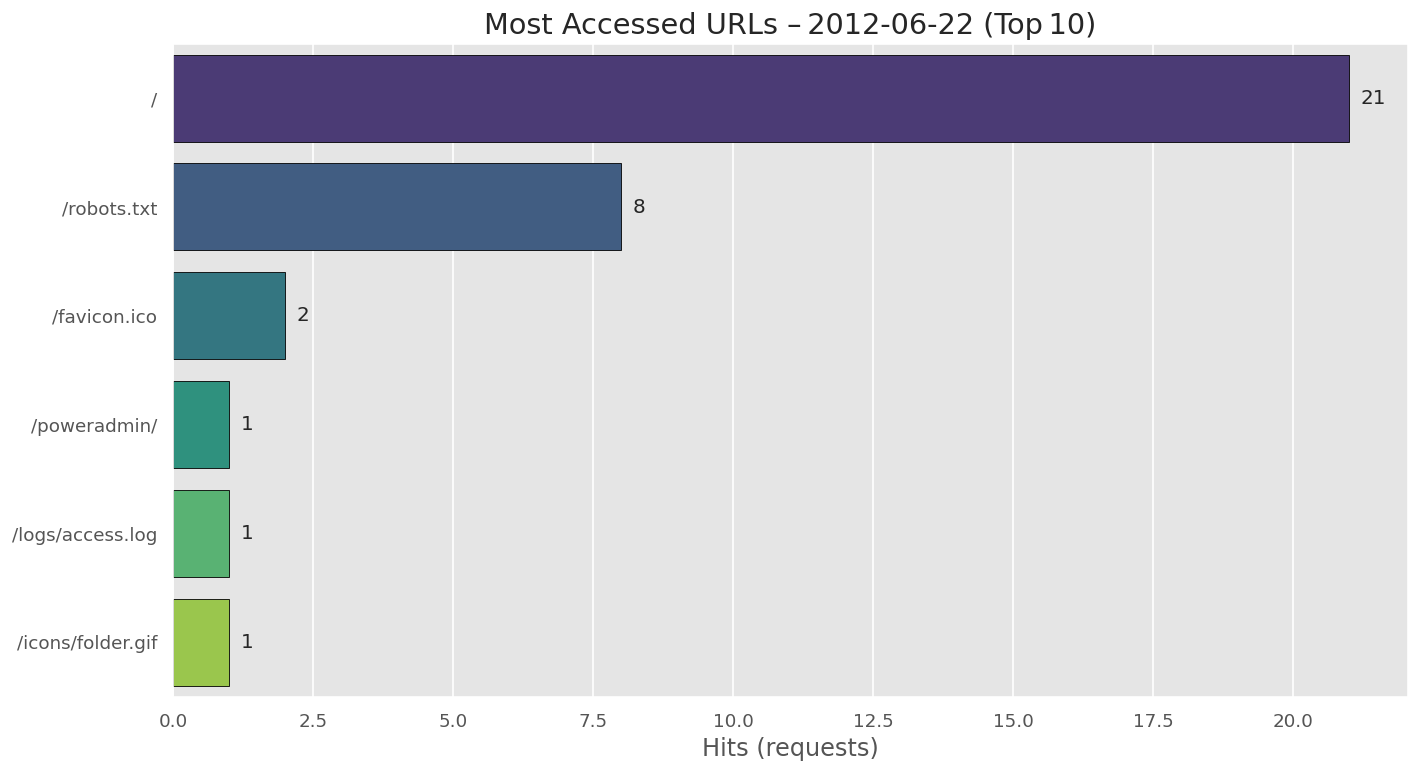 Most Accessed URLs – 2012-06-22 (Top 10)
/ 21
/robots.txt 8
/favicon.ico 2
/poweradmin/ 1
/logs/access.log 1
/icons/folder.gif 1
0.0 2.5 5.0 7.5 10.0 12.5 15.0 17.5 20.0
Hits (requests)